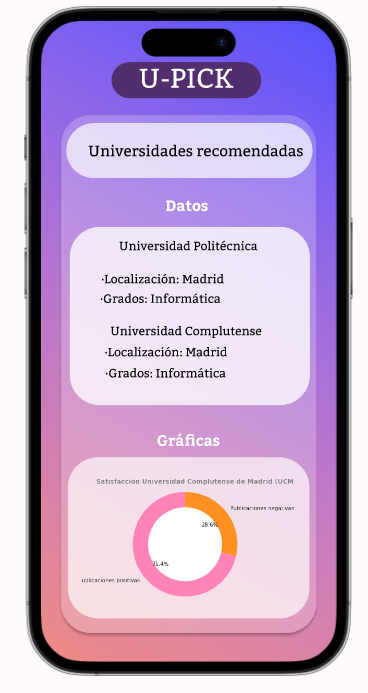 U-PICK
Universidades recomendadas
Datos
Universidad Politécnica
·Localización: Madrid
·Grados: Informática
Universidad Complutense
·Localización: Madrid
·Grados: Informática
Gráficas
Satisfacción Universidad Complutense de Madrid (UCM
Publicaciones negativas
28.6%
71.4%
ublicaciones positivas